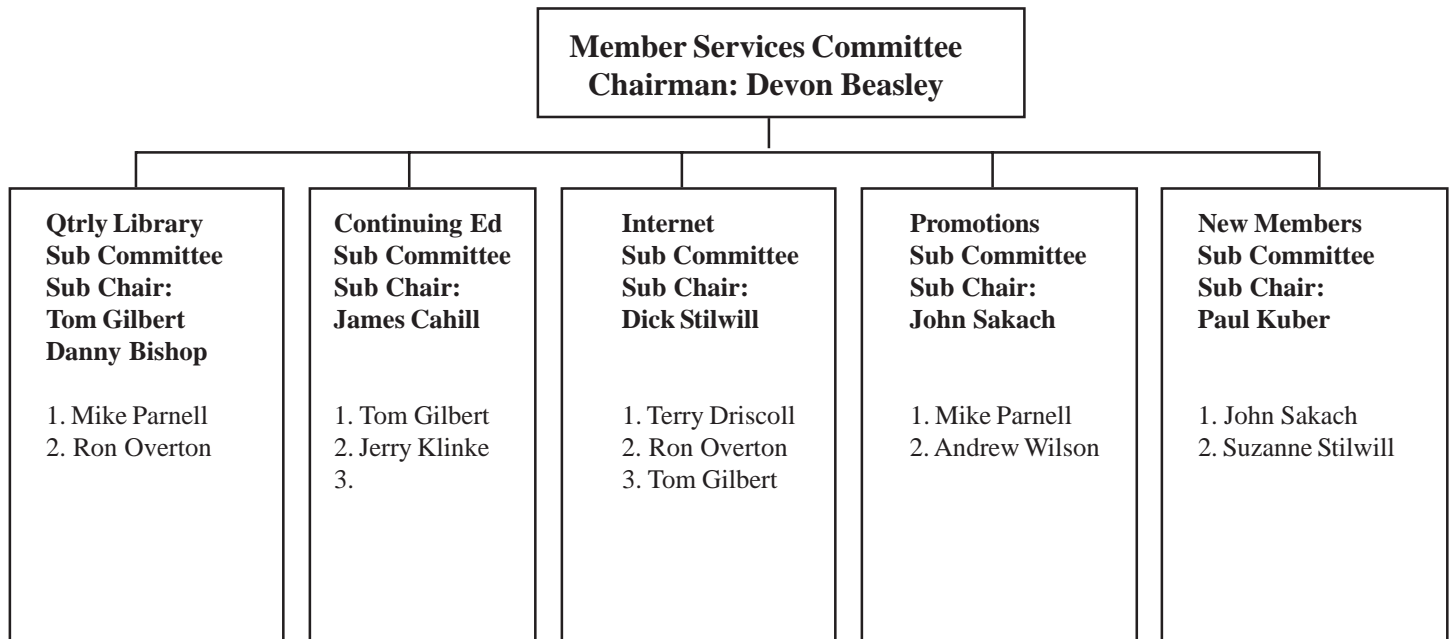 Member Services Committee
Chairman: Devon Beasley
Qtrly Library
Sub Committee
Sub Chair:
Tom Gilbert
Danny Bishop
1. Mike Parnell
2. Ron Overton
Continuing Ed
Sub Committee
Sub Chair:
James Cahill
1. Tom Gilbert
2. Jerry Klinke
3.
Internet
Sub Committee
Sub Chair:
Dick Stilwill
1. Terry Driscoll
2. Ron Overton
3. Tom Gilbert
Promotions
Sub Committee
Sub Chair:
John Sakach
1. Mike Parnell
2. Andrew Wilson
New Members
Sub Committee
Sub Chair:
Paul Kuber
1. John Sakach
2. Suzanne Stilwill